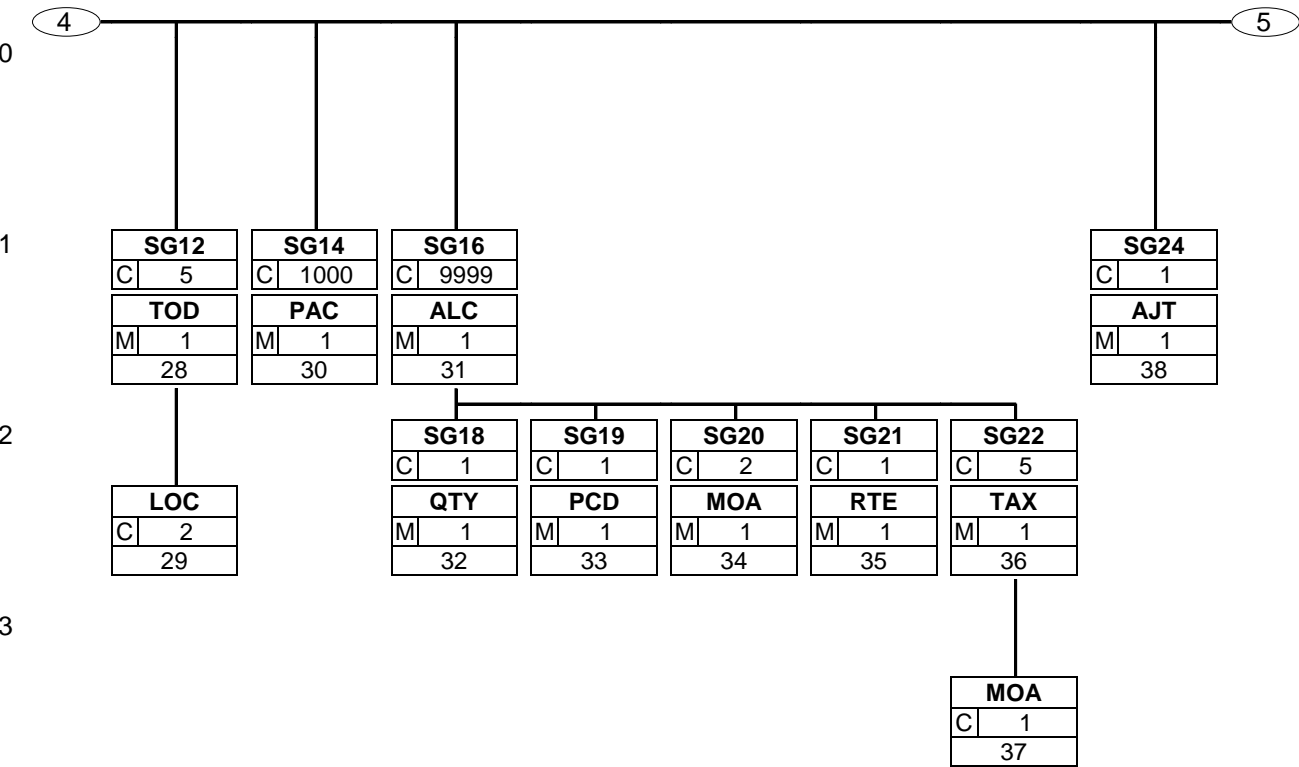 4 5
0
1
SG12 SG14 SG16 SG24
C 5 C 1000 C 9999 C 1
TOD PAC ALC AJT
M 1 M 1 M 1 M 1
28 30 31 38
2
SG18 SG19 SG20 SG21 SG22
C 1 C 1 C 2 C 1 C 5
LOC QTY PCD MOA RTE TAX
C 2 M 1 M 1 M 1 M 1 M 1
29 32 33 34 35 36
3
MOA
C 1
37